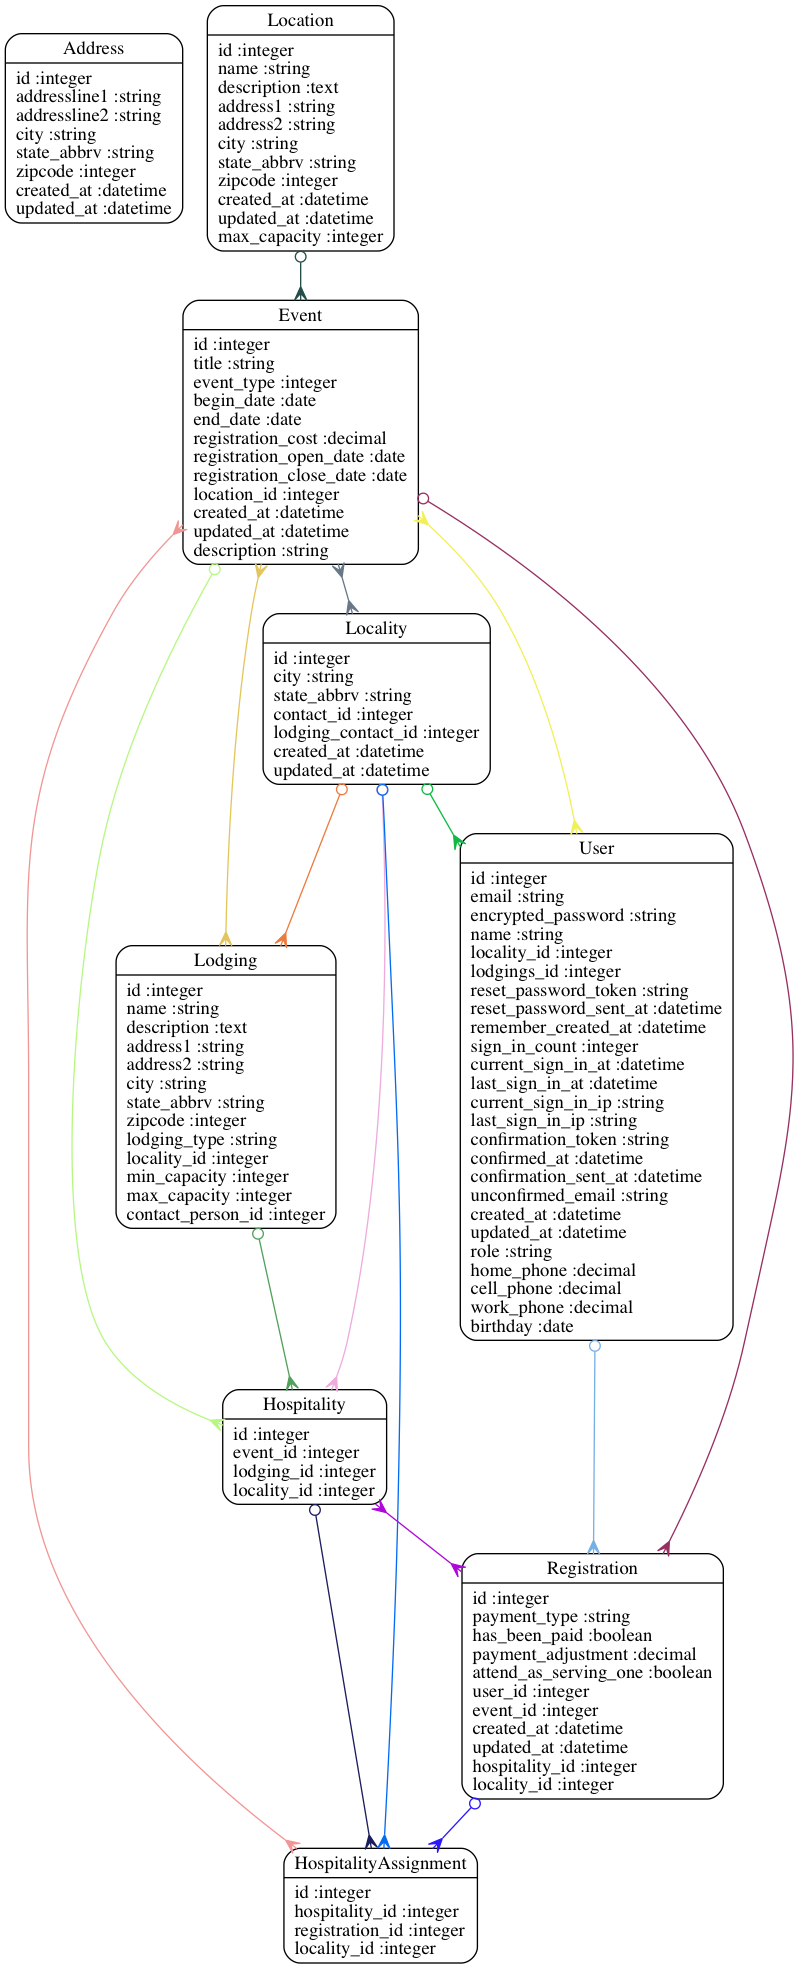 Address
id :integer
addressline1 :string
addressline2 :string
city :string
state_abbrv :string
zipcode :integer
created_at :datetime
updated_at :datetime
Location
id :integer
name :string
description :text
address1 :string
address2 :string
city :string
state_abbrv :string
zipcode :integer
created_at :datetime
updated_at :datetime
max_capacity :integer
Event
id :integer
title :string
event_type :integer
begin_date :date
end_date :date
registration_cost :decimal
registration_open_date :date
registration_close_date :date
location_id :integer
created_at :datetime
updated_at :datetime
description :string
Locality
id :integer
city :string
state_abbrv :string
contact_id :integer
lodging_contact_id :integer
created_at :datetime
updated_at :datetime
User
id :integer
email :string
encrypted_password :string
name :string
locality_id :integer
lodgings_id :integer
reset_password_token :string
reset_password_sent_at :datetime
remember_created_at :datetime
sign_in_count :integer
current_sign_in_at :datetime
last_sign_in_at :datetime
current_sign_in_ip :string
last_sign_in_ip :string
confirmation_token :string
confirmed_at :datetime
confirmation_sent_at :datetime
unconfirmed_email :string
created_at :datetime
updated_at :datetime
role :string
home_phone :decimal
cell_phone :decimal
work_phone :decimal
birthday :date
Lodging
id :integer
name :string
description :text
address1 :string
address2 :string
city :string
state_abbrv :string
zipcode :integer
lodging_type :string
locality_id :integer
min_capacity :integer
max_capacity :integer
contact_person_id :integer
Hospitality
id :integer
event_id :integer
lodging_id :integer
locality_id :integer
Registration
id :integer
payment_type :string
has_been_paid :boolean
payment_adjustment :decimal
attend_as_serving_one :boolean
user_id :integer
event_id :integer
created_at :datetime
updated_at :datetime
hospitality_id :integer
locality_id :integer
HospitalityAssignment
id :integer
hospitality_id :integer
registration_id :integer
locality_id :integer